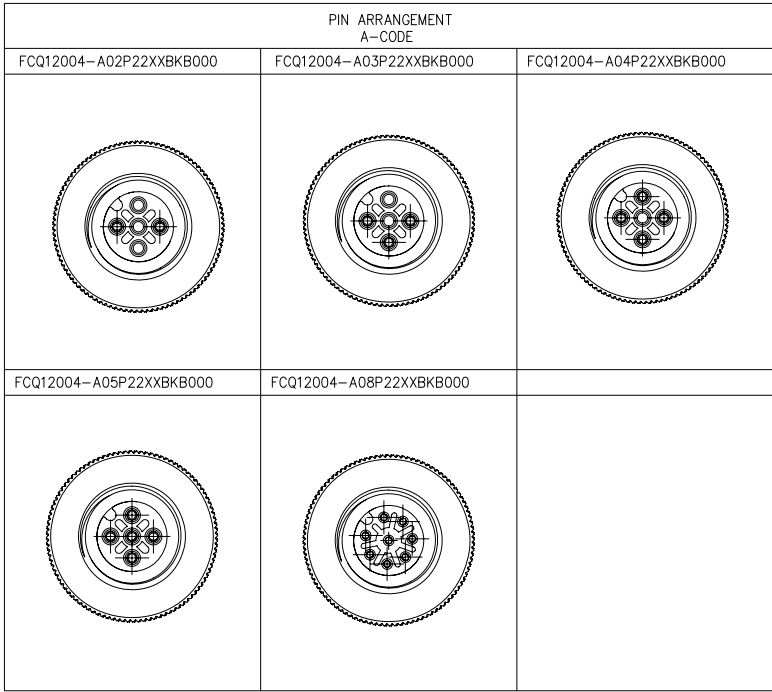 PIN ARRANGEMENT
A-CODE
FCQ12004-A02P22XXBKB000
FCQ12004-A03P22XXBKB000
FCQ12004-A04P22XXBKB000
FCQ12004-A05P22XXBKB000
FCQ12004-A08P22XXBKB000